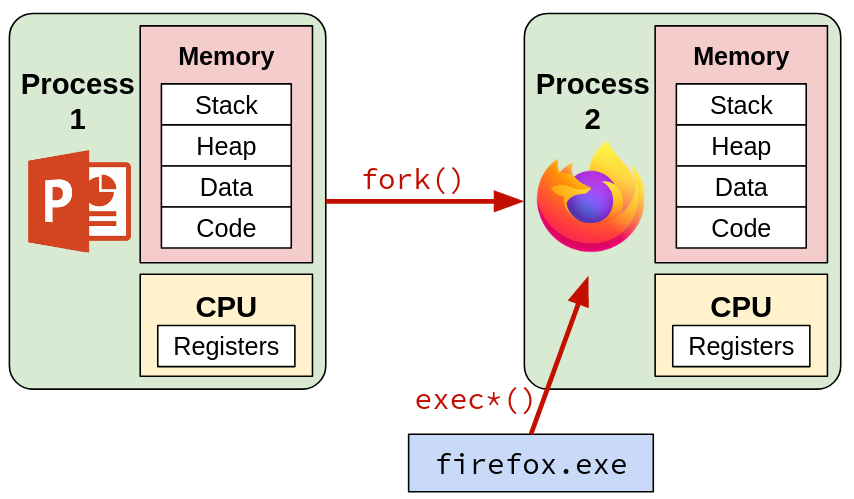 Process
1
P
Memory
Stack
Heap
Data
Code
CPU
Registers
fork()
Process
2
Memory
Stack
Heap
Data
Code
CPU
Registers
exec*()
firefox.exe